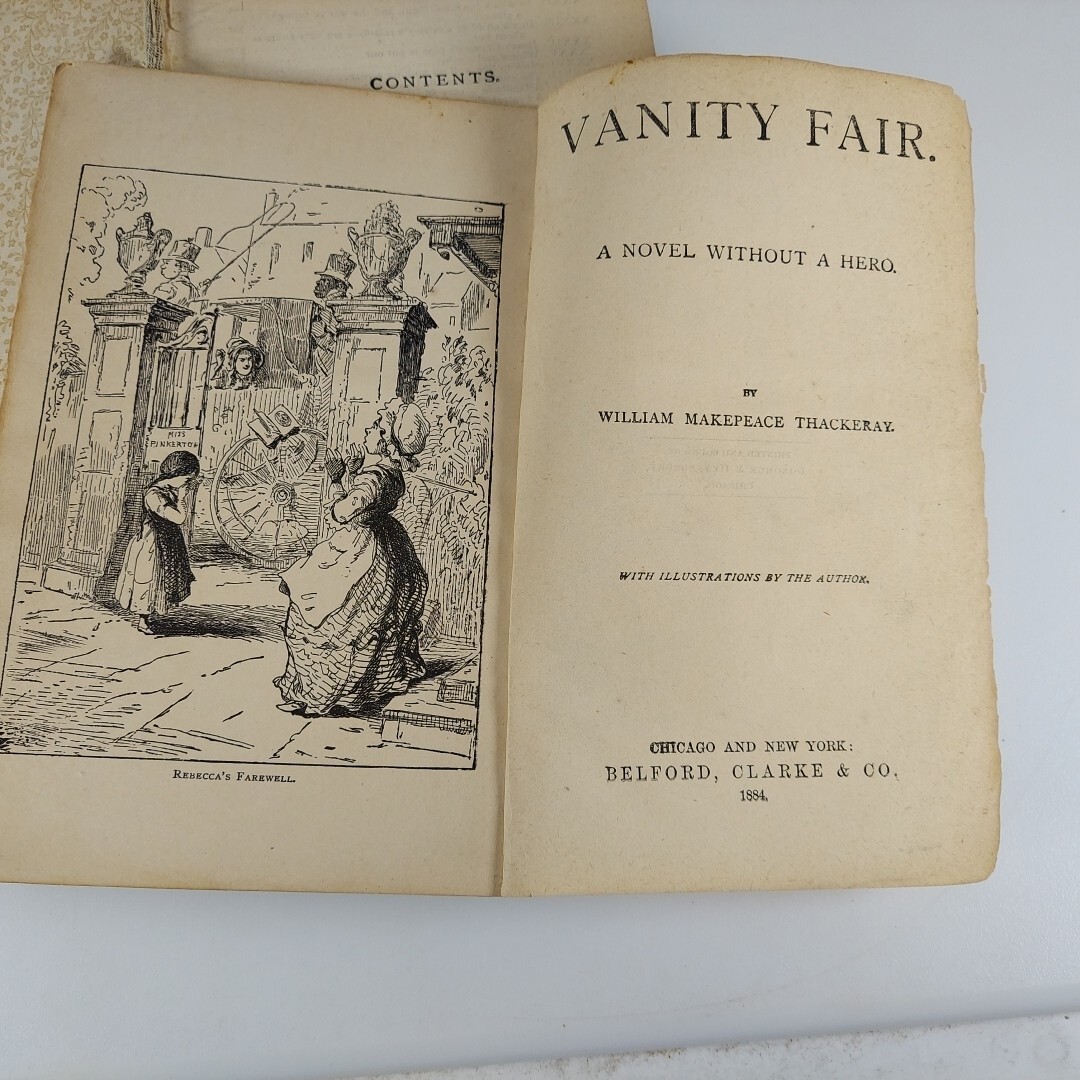 CONTENTS.
MISS
PINKERTON
REBECCA'S FAREWELL.
VANITY FAIR.
A NOVEL WITHOUT A HERO.
BY
WILLIAM MAKEPEACE THACKERAY.
WITH ILLUSTRATIONS BY THE AUTHOR.
CHICAGO AND NEW YORK:
BELFORD, CLARKE & CO.
1884.